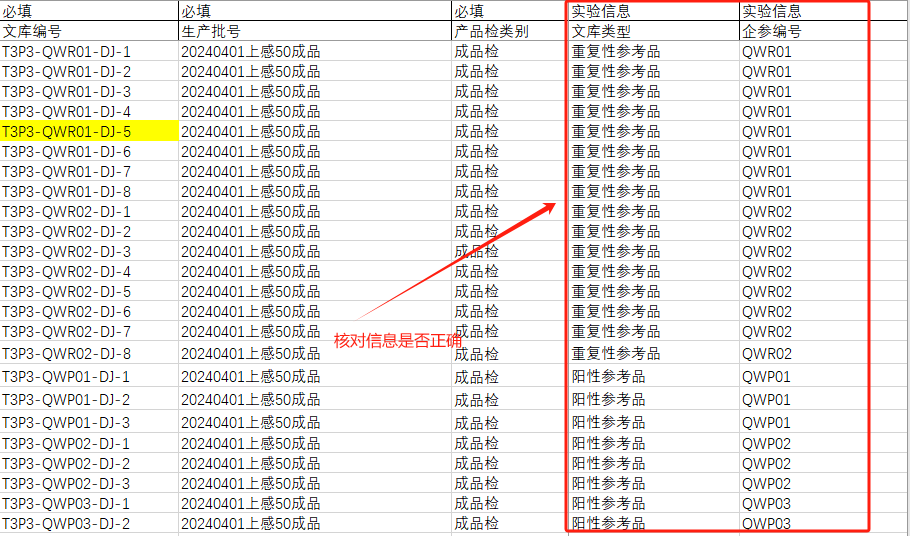 必填 必填 必填 实验信息 实验信息
文库编号 生产批号 产品检类别 文库类型 企参编号
T3P3-QWR01-DJ-1 20240401上感50成品 成品检 重复性参考品 QWR01
T3P3-QWR01-DJ-2 20240401上感50成品 成品检 重复性参考品 QWR01
T3P3-QWR01-DJ-3 20240401上感50成品 成品检 重复性参考品 QWR01
T3P3-QWR01-DJ-4 20240401上感50成品 成品检 重复性参考品 QWR01
T3P3-QWR01-DJ-5 20240401上感50成品 成品检 重复性参考品 QWR01
T3P3-QWR01-DJ-6 20240401上感50成品 成品检 重复性参考品 QWR01
T3P3-QWR01-DJ-7 20240401上感50成品 成品检 重复性参考品 QWR01
T3P3-QWR01-DJ-8 20240401上感50成品 成品检 重复性参考品 QWR01
T3P3-QWR02-DJ-1 20240401上感50成品 成品检 重复性参考品 QWR02
T3P3-QWR02-DJ-2 20240401上感50成品 成品检 重复性参考品 QWR02
T3P3-QWR02-DJ-3 20240401上感50成品 成品检 重复性参考品 QWR02
T3P3-QWR02-DJ-4 20240401上感50成品 成品检 重复性参考品 QWR02
T3P3-QWR02-DJ-5 20240401上感50成品 成品检 重复性参考品 QWR02
T3P3-QWR02-DJ-6 20240401上感50成品 成品检 重复性参考品 QWR02
T3P3-QWR02-DJ-7 20240401上感50成品 成品检 重复性参考品 QWR02
核对信息是否正确
T3P3-QWR02-DJ-8 20240401上感50成品 成品检 重复性参考品 QWR02
T3P3-QWP01-DJ-1 20240401上感50成品 成品检 阳性参考品 QWP01
T3P3-QWP01-DJ-2 20240401上感50成品 成品检 阳性参考品 QWP01
T3P3-QWP01-DJ-3 20240401上感50成品 成品检 阳性参考品 QWP01
T3P3-QWP02-DJ-1 20240401上感50成品 成品检 阳性参考品 QWP02
T3P3-QWP02-DJ-2 20240401上感50成品 成品检 阳性参考品 QWP02
T3P3-QWP02-DJ-3 20240401上感50成品 成品检 阳性参考品 QWP02
T3P3-QWP03-DJ-1 20240401上感50成品 成品检 阳性参考品 QWP03
T3P3-QWP03-DJ-2 20240401上感50成品 成品检 阳性参考品 QWP03